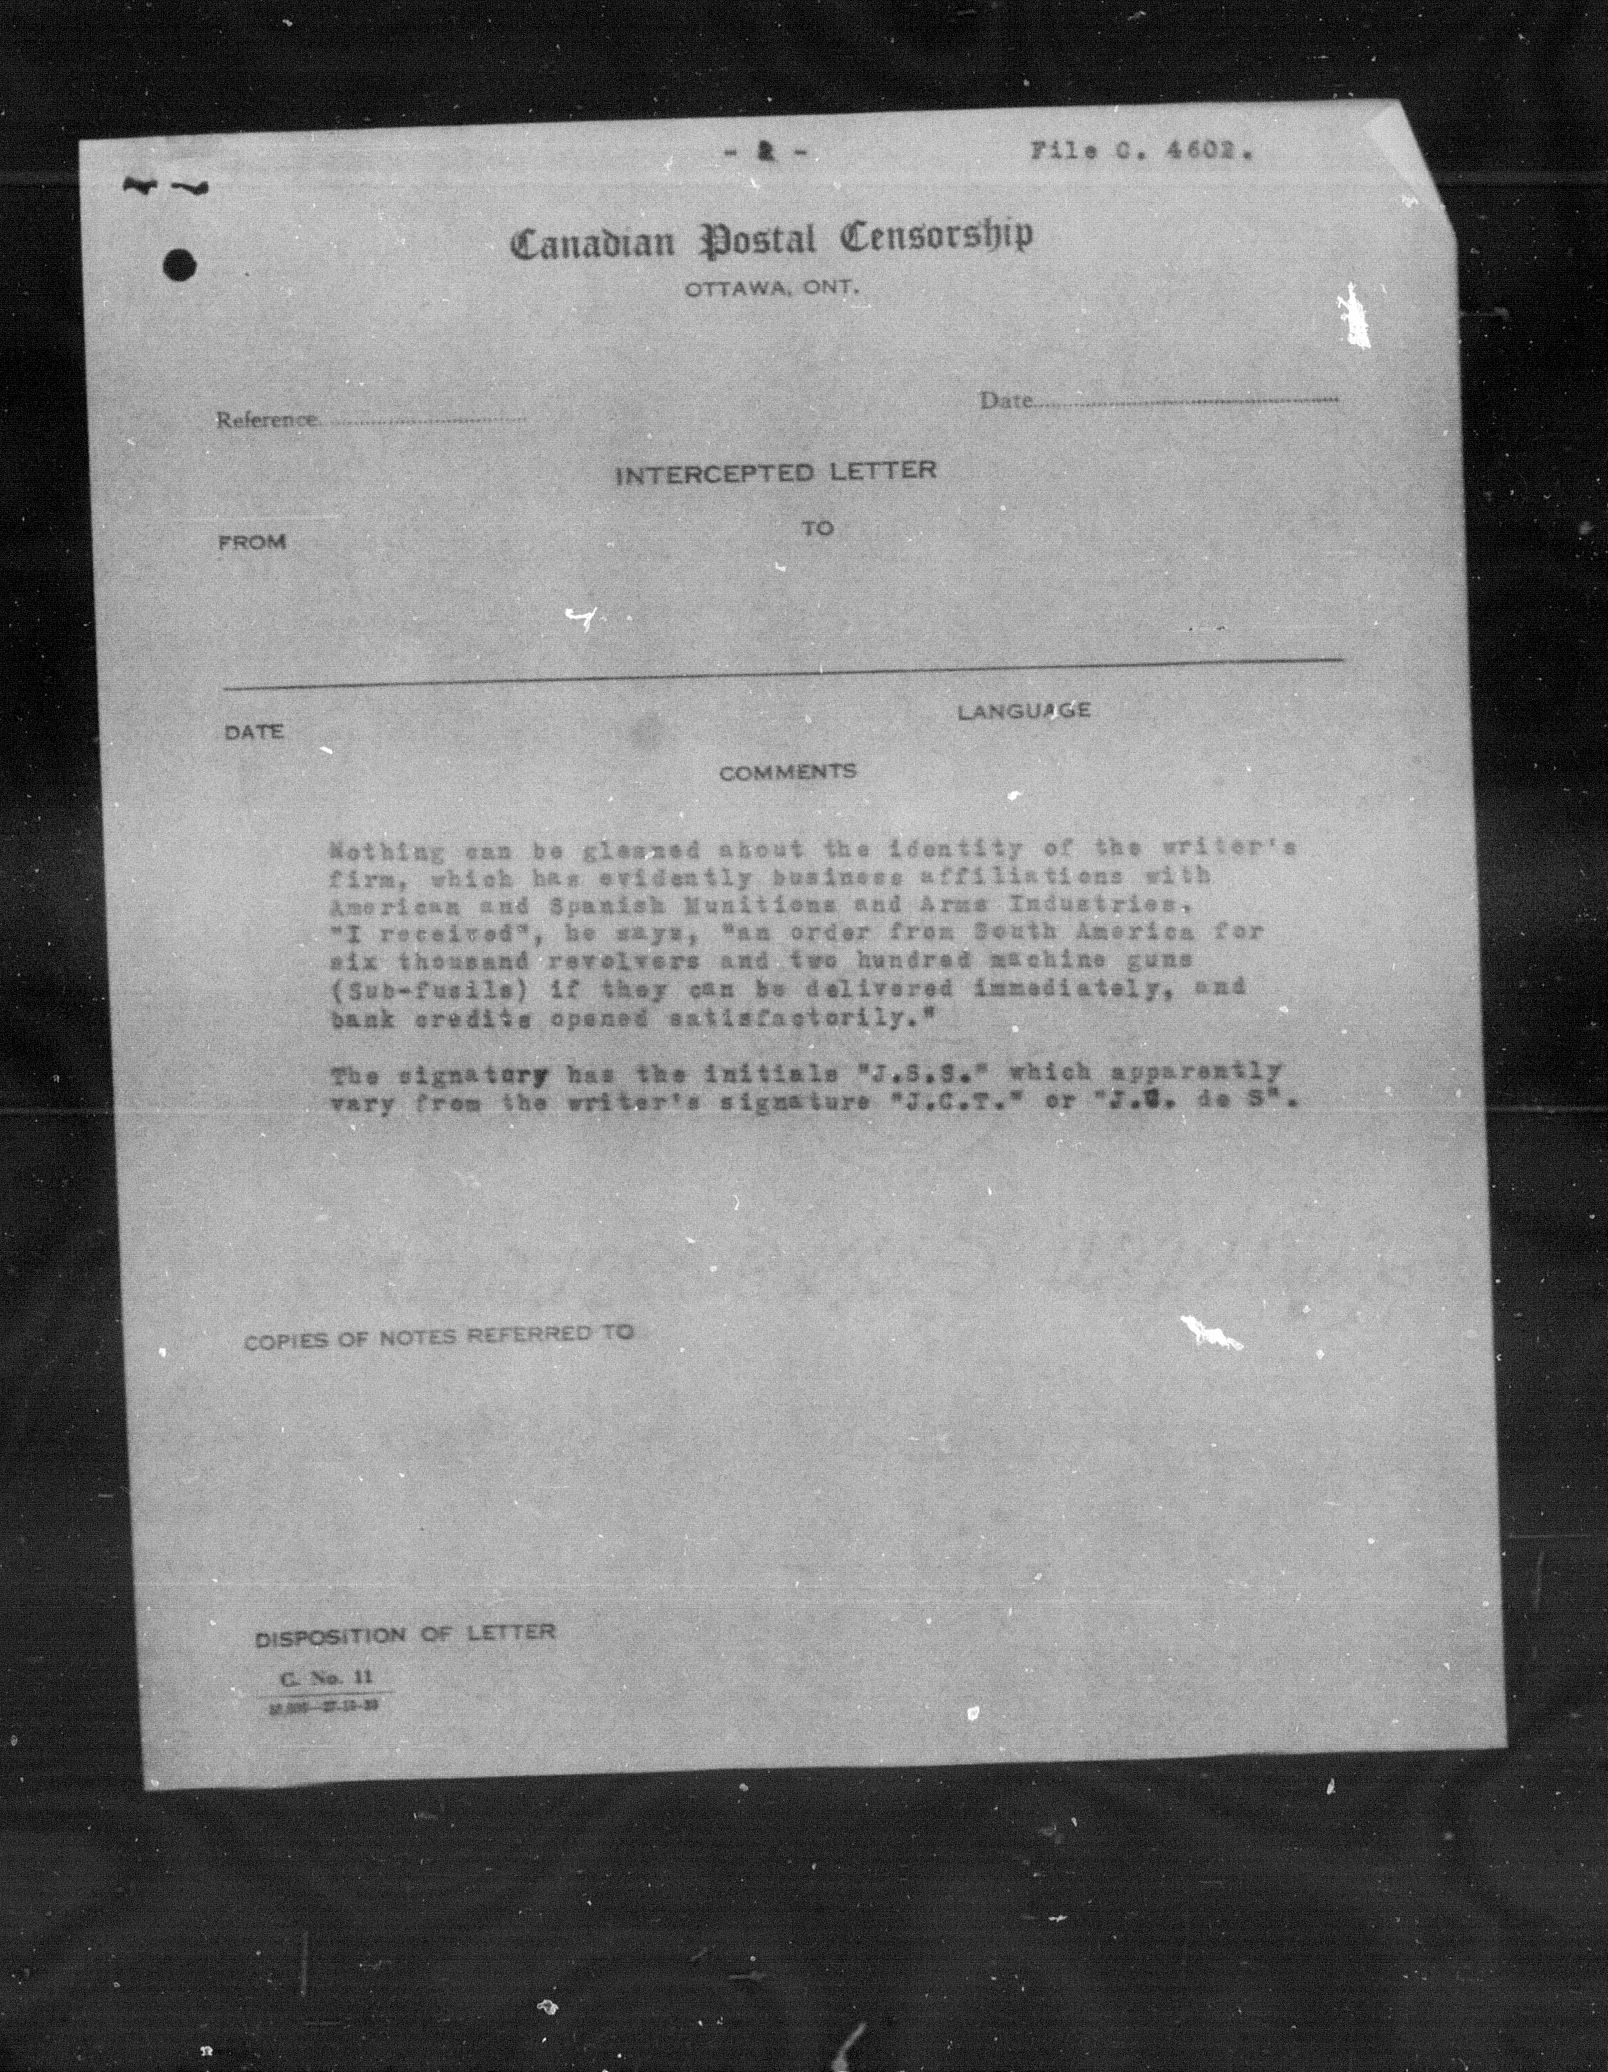 - 2 -
File C. 4602.
Canadian Postal Censorship
OTTAWA, ONT.
Reference
Date
INTERCEPTED LETTER
FROM
TO
DATE
LANGUAGE
COMMENTS
Nothing can be gleaned about the identity of the writer's
firm, which has evidently business affiliations with
American and Spanish Munitions and Arms Industries.
"I received", he says, "an order from South America for
six thousand revolvers and two hundred machine guns
(Sub-fusils) if they can be delivered immediately, and
bank credits opened satisfactorily."
The signatory has the initials "J.S.S." which apparently
vary from the writer's signature "J.C.T." or "J.U. de S".
COPIES OF NOTES REFERRED TO
DISPOSITION OF LETTER
C. No. 11